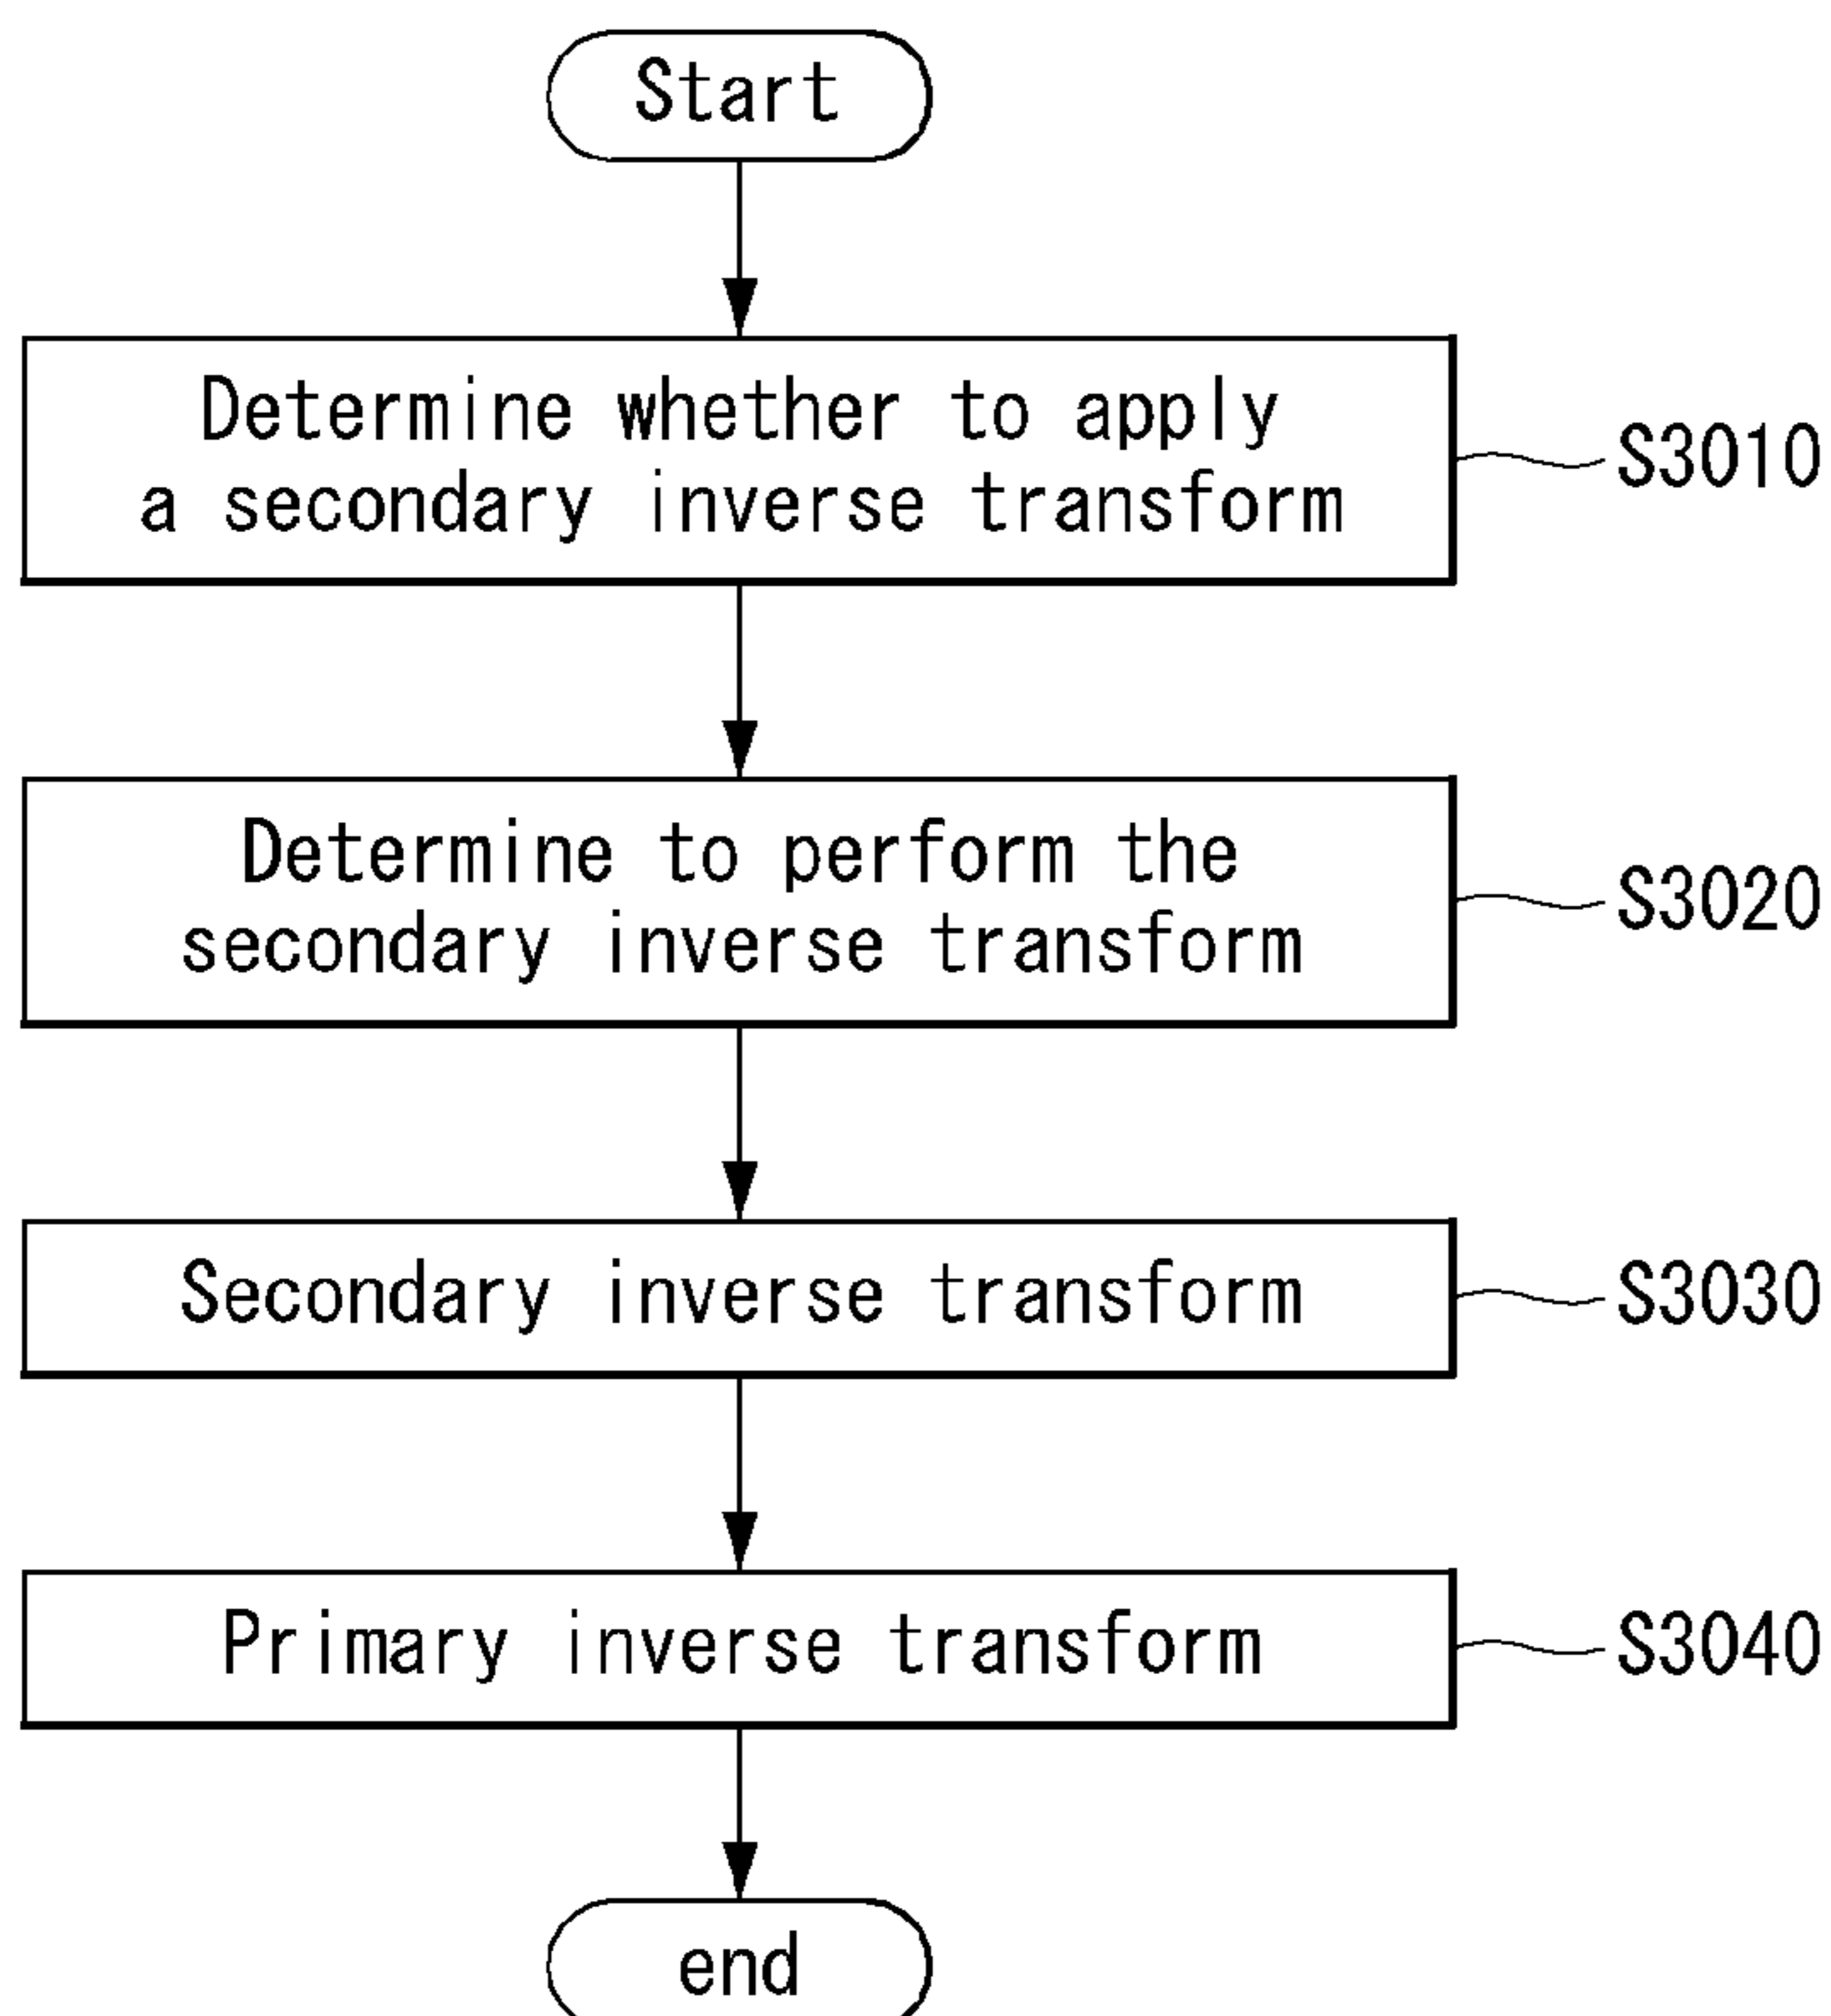 Start
Determine whether to apply
a secondary inverse transform
S3010
Determine to perform the
secondary inverse transform
S3020
Secondary inverse transform
S3030
Primary inverse transform
S3040
end